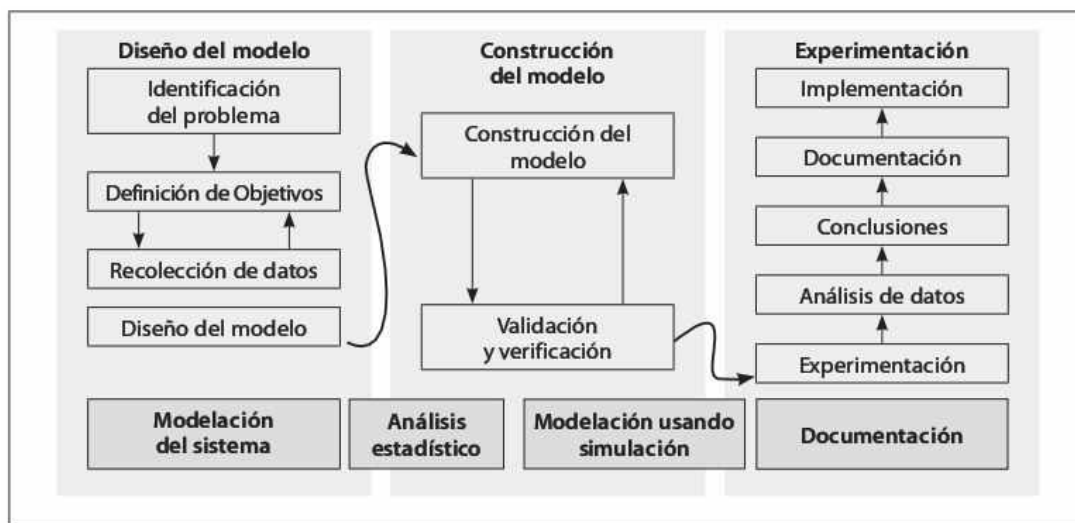 Diseño del modelo
Identificación
del problema
Definición de Objetivos
Recolección de datos
Diseño del modelo
Construcción
del modelo
Construcción del
modelo
Validación
y verificación
Experimentación
Implementación
Documentación
Conclusiones
Análisis de datos
Experimentación
Modelación
del sistema
Análisis
estadístico
Modelación usando
simulación
Documentación